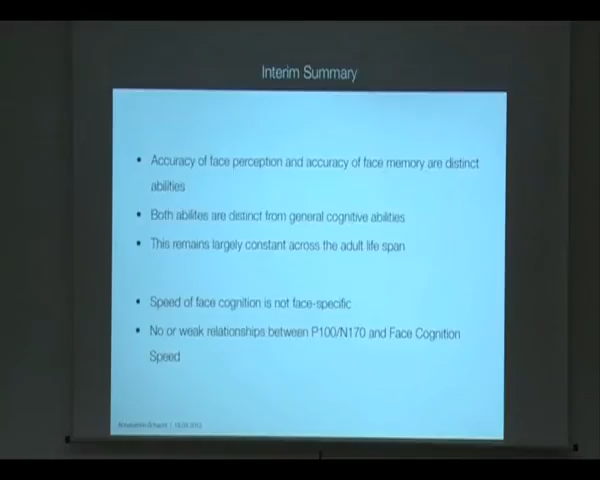 Interim Summary
• Accuracy of face perception and accuracy of face memory are distinct
abilities
• Both abilites are distinct from general cognitive abilities
• This remains largely constant across the adult life span
• Speed of face cognition is not face-specific
• No or weak relationships between P100/N170 and Face Cognition
Speed